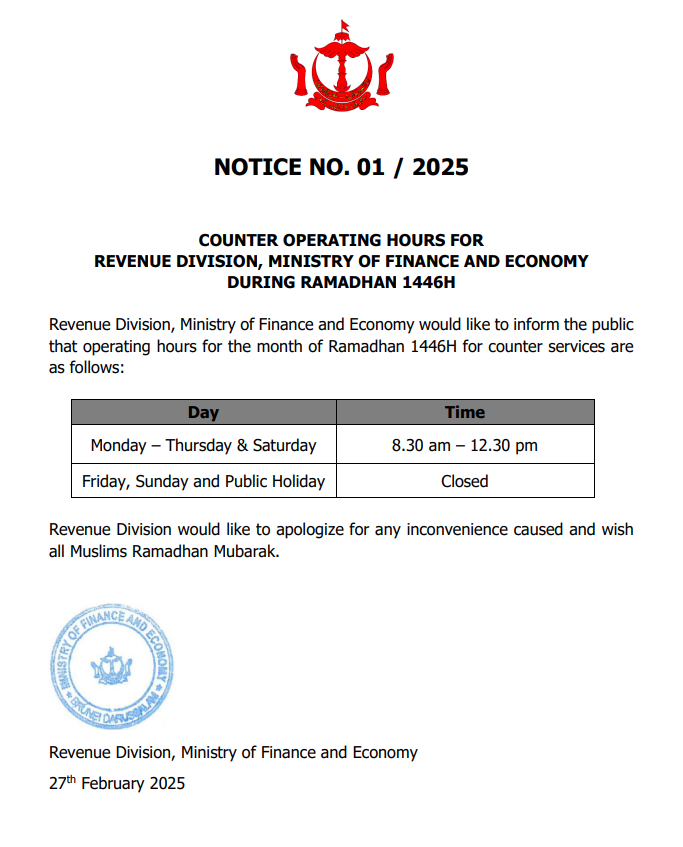 NOTICE NO. 01 / 2025
COUNTER OPERATING HOURS FOR
REVENUE DIVISION, MINISTRY OF FINANCE AND ECONOMY
DURING RAMADHAN 1446H
Revenue Division, Ministry of Finance and Economy would like to inform the public
that operating hours for the month of Ramadhan 1446H for counter services are
as follows:
Day Time
Monday – Thursday & Saturday 8.30 am – 12.30 pm
Friday, Sunday and Public Holiday Closed
Revenue Division would like to apologize for any inconvenience caused and wish
all Muslims Ramadhan Mubarak.
MINISTRY OF FINANCE AND ECONOMY
BRUNEI DARUSSALAM
Revenue Division, Ministry of Finance and Economy
27th February 2025